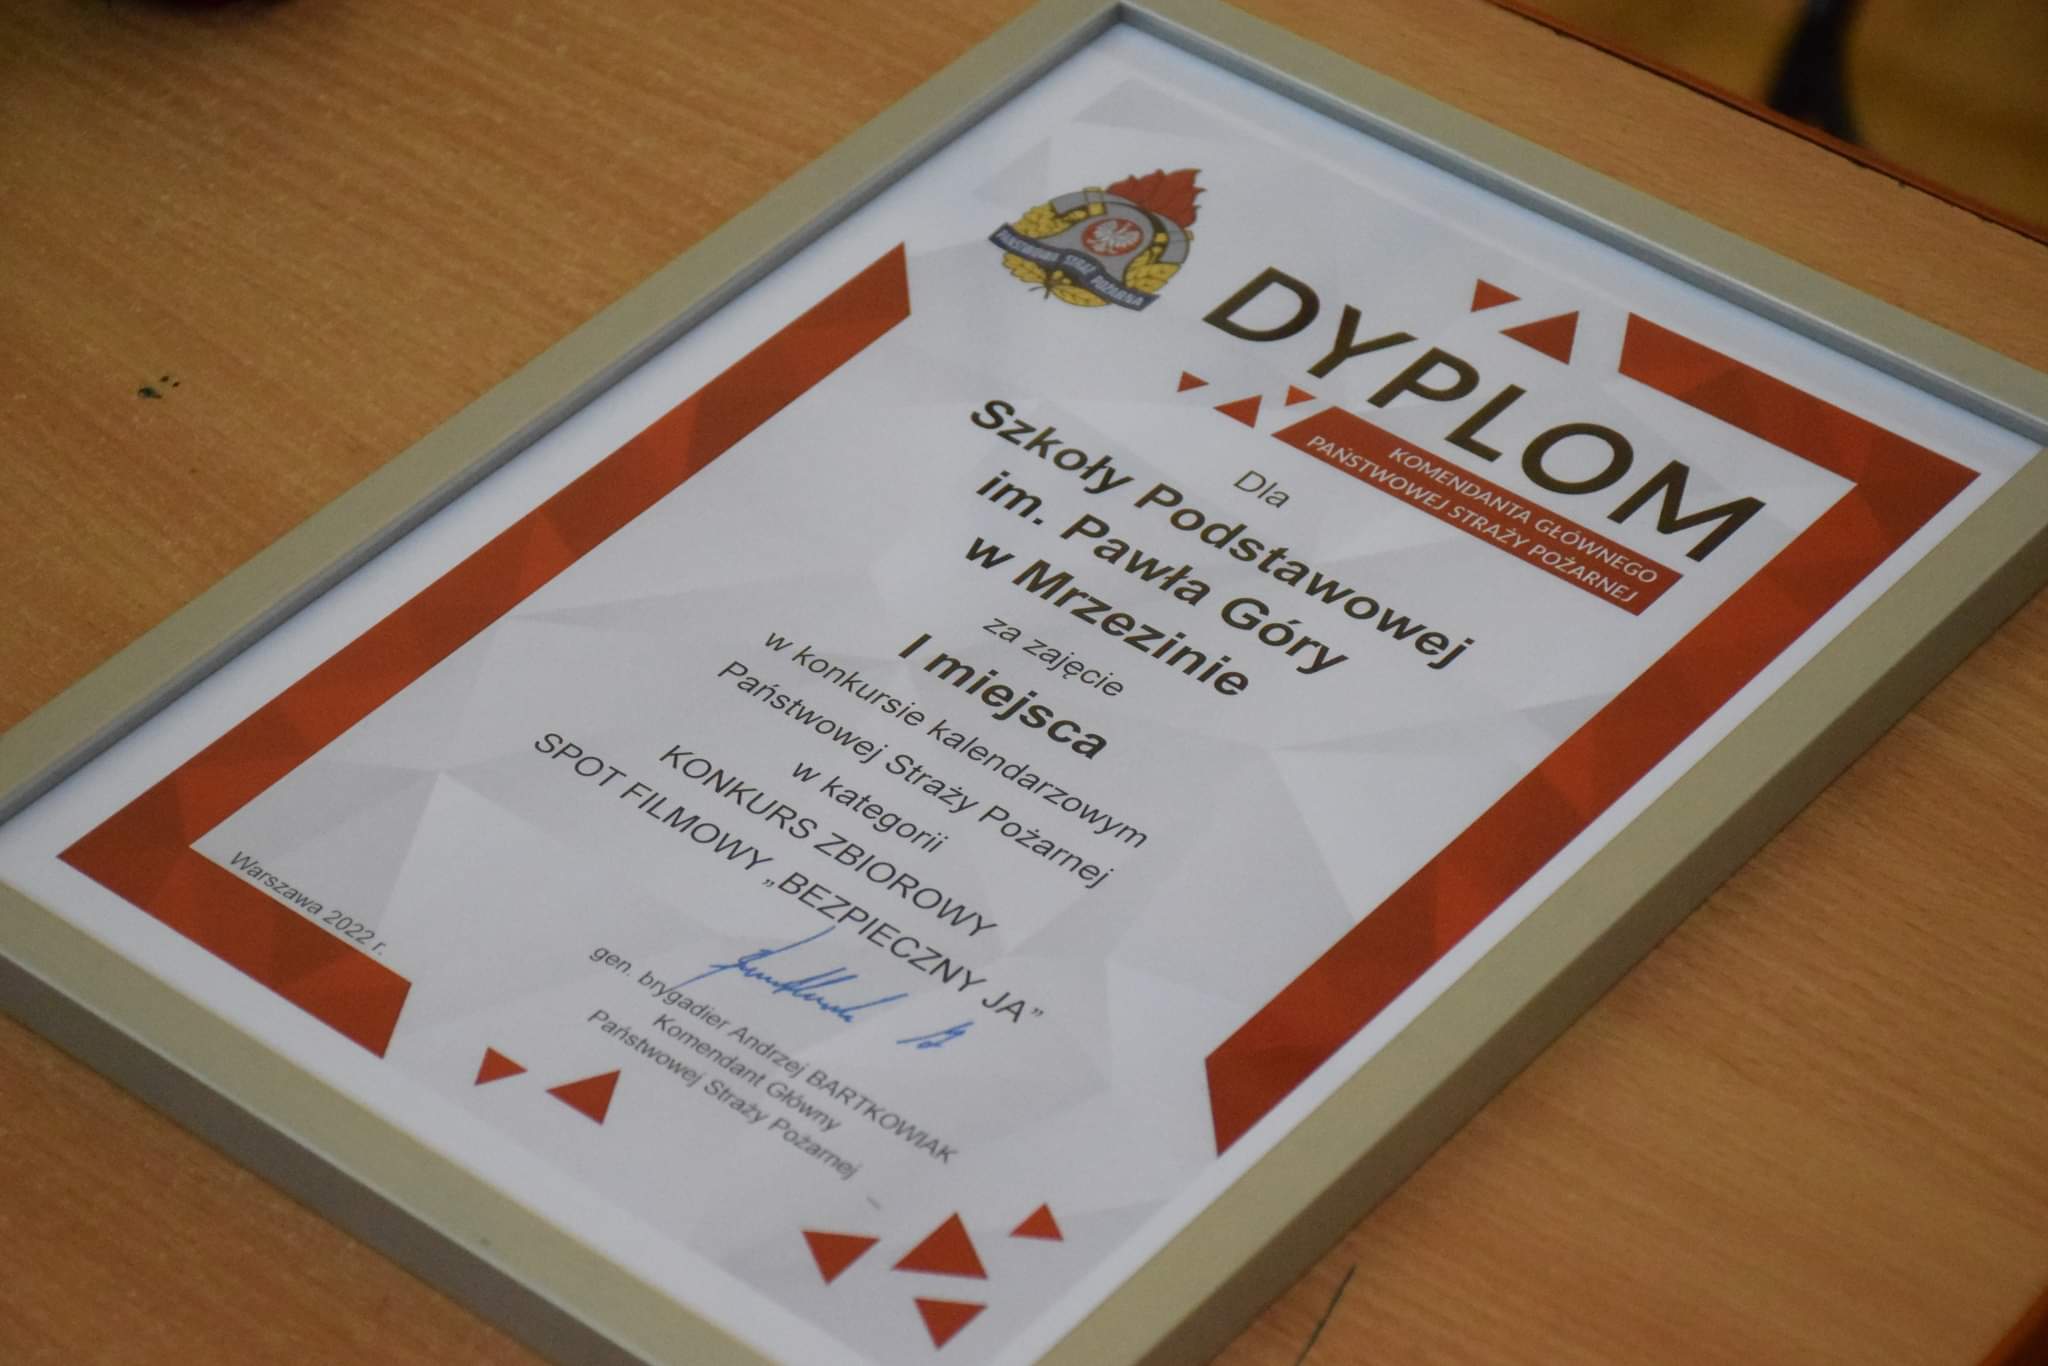 PAŃSTWOWA STRAŻ POŻARNA
DYPLOM
KOMENDANTA GŁÓWNEGO
PAŃSTWOWEJ STRAŻY POŻARNEJ
Dla
Szkoły Podstawowej
im. Pawła Góry
w Mrzezinie
za zajęcie
I miejsca
w konkursie kalendarzowym
Państwowej Straży Pożarnej
w kategorii
KONKURS ZBIOROWY
SPOT FILMOWY „BEZPIECZNY JA”
Warszawa 2022 r.
gen. brygadier Andrzej BARTKOWIAK
Komendant Główny
Państwowej Straży Pożarnej